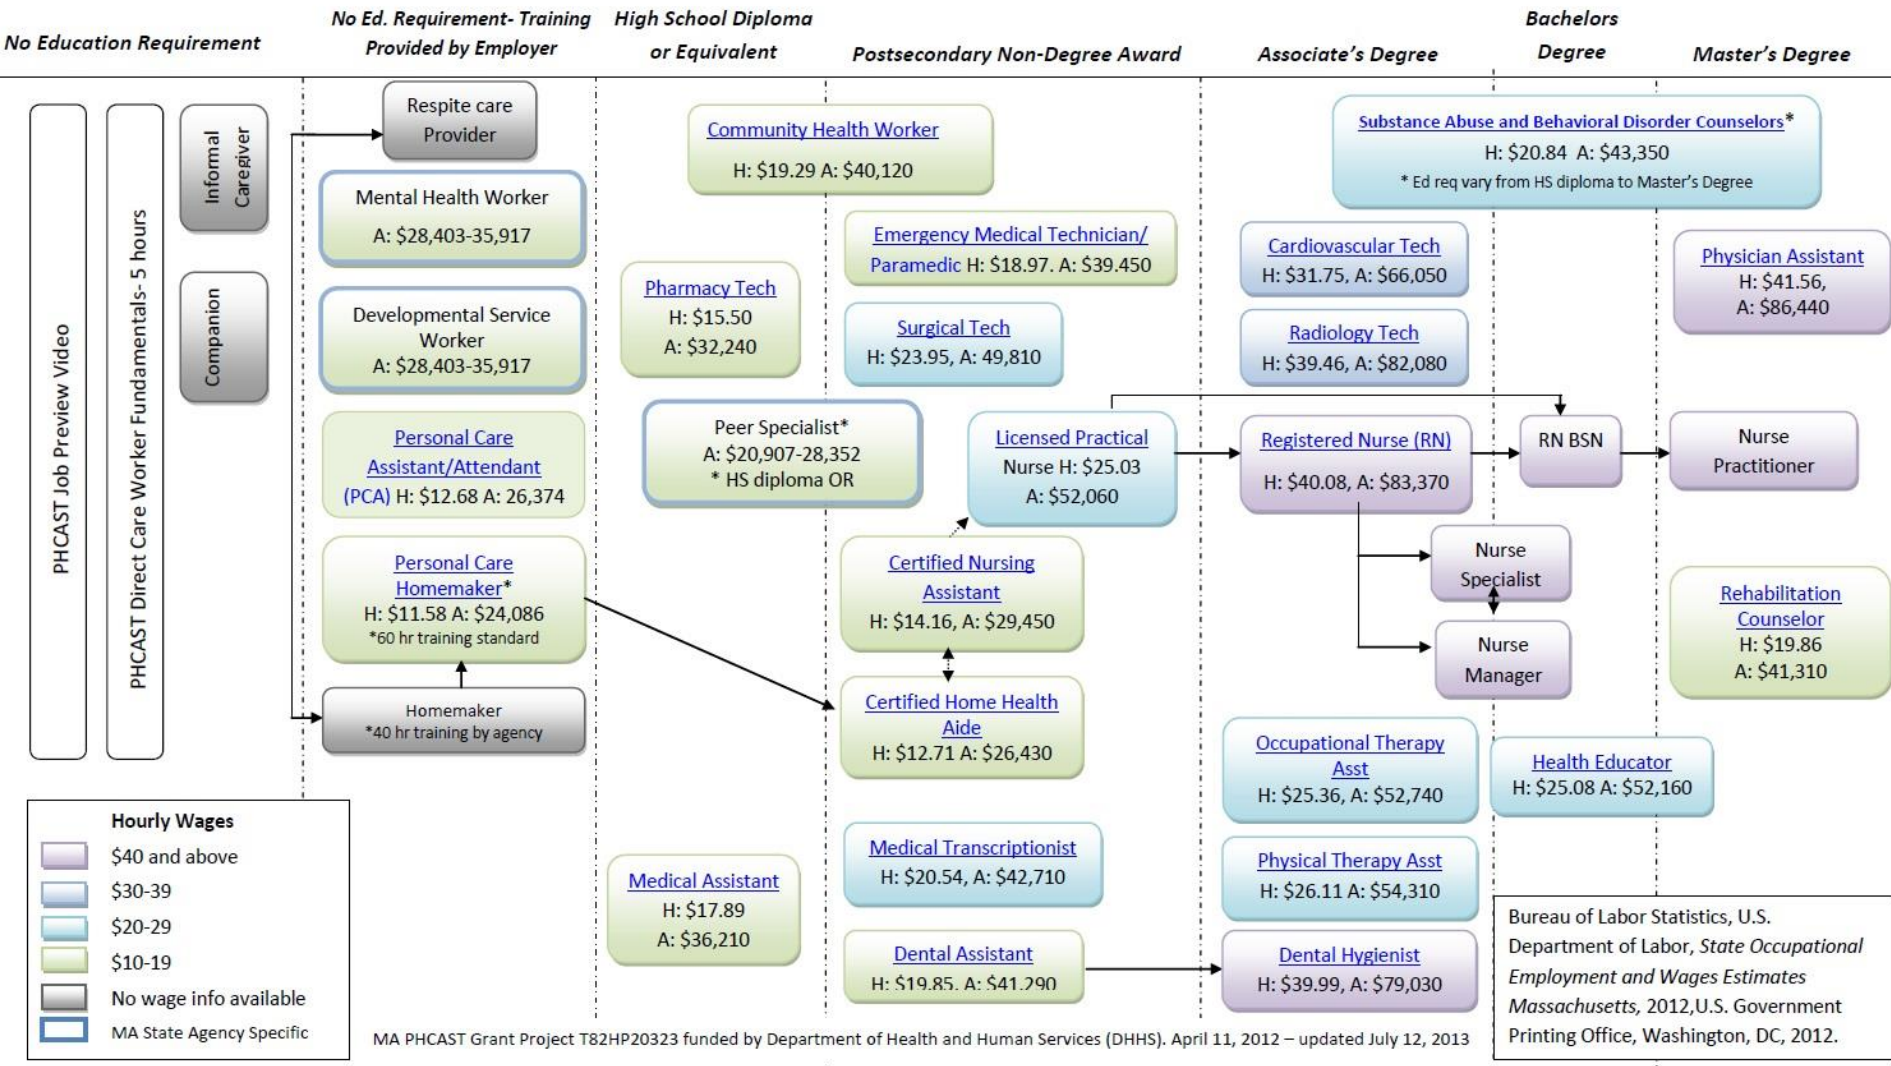 No Education Requirement
No Ed. Requirement- Training
Provided by Employer
High School Diploma
or Equivalent
Postsecondary Non-Degree Award
Associate's Degree
Bachelors
Degree
Master's Degree
PHCAST Job Preview Video
PHCAST Direct Care Worker Fundamentals- 5 hours
Informal
Caregiver
Companion
Respite care
Provider
Mental Health Worker
A: $28,403-35,917
Developmental Service
Worker
A: $28,403-35,917
Personal Care
Assistant/Attendant
(PCA) H: $12.68 A: 26,374
Personal Care
Homemaker*
H: $11.58 A: $24,086
*60 hr training standard
Homemaker
*40 hr training by agency
Community Health Worker
H: $19.29 A: $40,120
Pharmacy Tech
H: $15.50
A: $32,240
Peer Specialist*
A: $20,907-28,352
* HS diploma OR
Medical Assistant
H: $17.89
A: $36,210
Emergency Medical Technician/
Paramedic H: $18.97. A: $39.450
Surgical Tech
H: $23.95, A: 49,810
Licensed Practical
Nurse H: $25.03
A: $52,060
Certified Nursing
Assistant
H: $14.16, A: $29,450
Certified Home Health
Aide
H: $12.71 A: $26,430
Medical Transcriptionist
H: $20.54, A: $42,710
Dental Assistant
H: $19.85. A: $41.290
Substance Abuse and Behavioral Disorder Counselors*
H: $20.84 A: $43,350
* Ed req vary from HS diploma to Master's Degree
Cardiovascular Tech
H: $31.75, A: $66,050
Radiology Tech
H: $39.46, A: $82,080
Registered Nurse (RN)
H: $40.08, A: $83,370
RN BSN
Nurse
Specialist
Nurse
Manager
Occupational Therapy
Asst
H: $25.36, A: $52,740
Physical Therapy Asst
H: $26.11 A: $54,310
Dental Hygienist
H: $39.99, A: $79,030
Health Educator
H: $25.08 A: $52,160
Physician Assistant
H: $41.56,
A: $86,440
Nurse
Practitioner
Rehabilitation
Counselor
H: $19.86
A: $41,310
Hourly Wages
$40 and above
$30-39
$20-29
$10-19
No wage info available
MA State Agency Specific
MA PHCAST Grant Project T82HP20323 funded by Department of Health and Human Services (DHHS). April 11, 2012 – updated July 12, 2013
Bureau of Labor Statistics, U.S.
Department of Labor, State Occupational
Employment and Wages Estimates
Massachusetts, 2012,U.S. Government
Printing Office, Washington, DC, 2012.